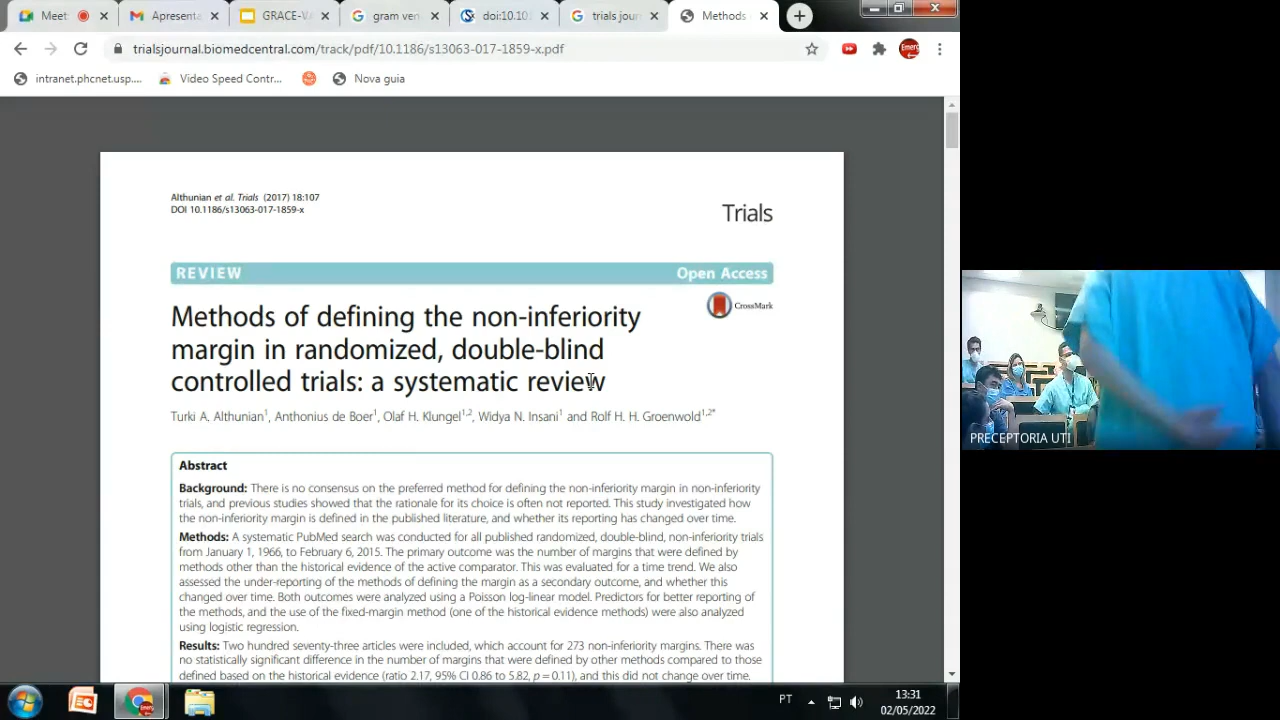 Meet
Apresenta
GRACE-VA
gram ven
doi:10.10.
trials jour
Methods
trialsjournal.biomedcentral.com/track/pdf/10.1186/s13063-017-1859-x.pdf
intranet.phcnet.usp....
Video Speed Contr...
Nova guia
Althunian et al. Trials (2017) 18:107
DOI 10.1186/s13063-017-1859-x
Trials
REVIEW
Open Access
CrossMark
Methods of defining the non-inferiority
margin in randomized, double-blind
controlled trials: a systematic review
Turki A. Althunian1, Anthonius de Boer1, Olaf H. Klungel1,2, Widya N. Insani1 and Rolf H. H. Groenwold1,2*
Abstract
Background: There is no consensus on the preferred method for defining the non-inferiority margin in non-inferiority
trials, and previous studies showed that the rationale for its choice is often not reported. This study investigated how
the non-inferiority margin is defined in the published literature, and whether its reporting has changed over time.
Methods: A systematic PubMed search was conducted for all published randomized, double-blind, non-inferiority trials
from January 1, 1966, to February 6, 2015. The primary outcome was the number of margins that were defined by
methods other than the historical evidence of the active comparator. This was evaluated for a time trend. We also
assessed the under-reporting of the methods of defining the margin as a secondary outcome, and whether this
changed over time. Both outcomes were analyzed using a Poisson log-linear model. Predictors for better reporting of
the methods, and the use of the fixed-margin method (one of the historical evidence methods) were also analyzed
using logistic regression.
Results: Two hundred seventy-three articles were included, which account for 273 non-inferiority margins. There was
no statistically significant difference in the number of margins that were defined by other methods compared to those
defined based on the historical evidence (ratio 2.17, 95% CI 0.86 to 5.82, p = 0.11), and this did not change over time.
PRECEPTORIA UTI
PT
13:31
02/05/2022